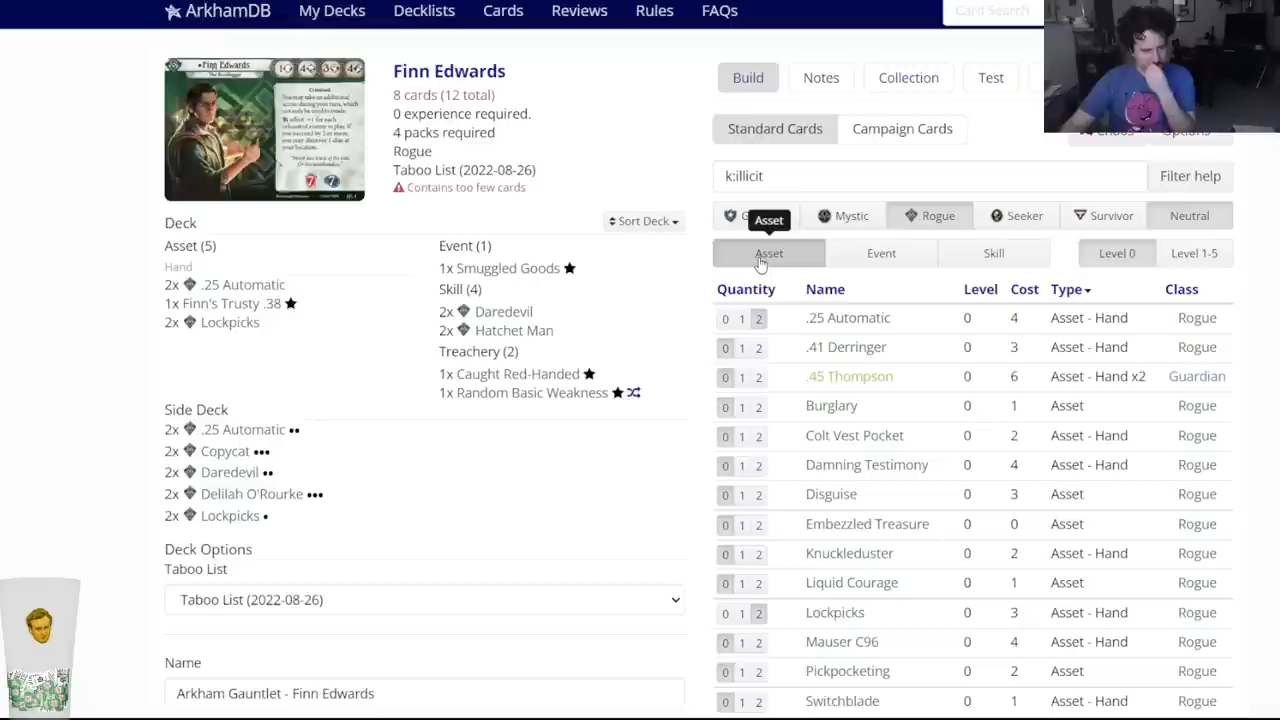 ArkhamDB My Decks Decklists Cards Reviews Rules FAQs Card Search
Finn Edwards
Finn Edwards
8 cards (12 total)
0 experience required.
4 packs required
Rogue
Taboo List (2022-08-26)
Contains too few cards
Deck
Sort Deck
Asset (5)
Hand
2x .25 Automatic
1x Finn's Trusty .38
2x Lockpicks
Event (1)
1x Smuggled Goods
Skill (4)
2x Daredevil
2x Hatchet Man
Treachery (2)
1x Caught Red-Handed
1x Random Basic Weakness
Side Deck
2x .25 Automatic
2x Copycat
2x Daredevil
2x Delilah O'Rourke
2x Lockpicks
Deck Options
Taboo List
Taboo List (2022-08-26)
Name
Arkham Gauntlet - Finn Edwards
Build Notes Collection Test
Standard Cards Campaign Cards
k:illicit Filter help
G Mystic Rogue Seeker Survivor Neutral
Asset
Asset Event Skill Level 0 Level 1-5
Quantity Name Level Cost Type Class
0 1 2 .25 Automatic 0 4 Asset - Hand Rogue
0 1 2 .41 Derringer 0 3 Asset - Hand Rogue
0 1 2 .45 Thompson 0 6 Asset - Hand x2 Guardian
0 1 2 Burglary 0 1 Asset Rogue
0 1 2 Colt Vest Pocket 0 2 Asset - Hand Rogue
0 1 2 Damning Testimony 0 4 Asset - Hand Rogue
0 1 2 Disguise 0 3 Asset Rogue
0 1 2 Embezzled Treasure 0 0 Asset Rogue
0 1 2 Knuckleduster 0 2 Asset - Hand Rogue
0 1 2 Liquid Courage 0 1 Asset Rogue
0 1 2 Lockpicks 0 3 Asset - Hand Rogue
0 1 2 Mauser C96 0 4 Asset - Hand Rogue
0 1 2 Pickpocketing 0 2 Asset Rogue
0 1 2 Switchblade 0 1 Asset - Hand Rogue